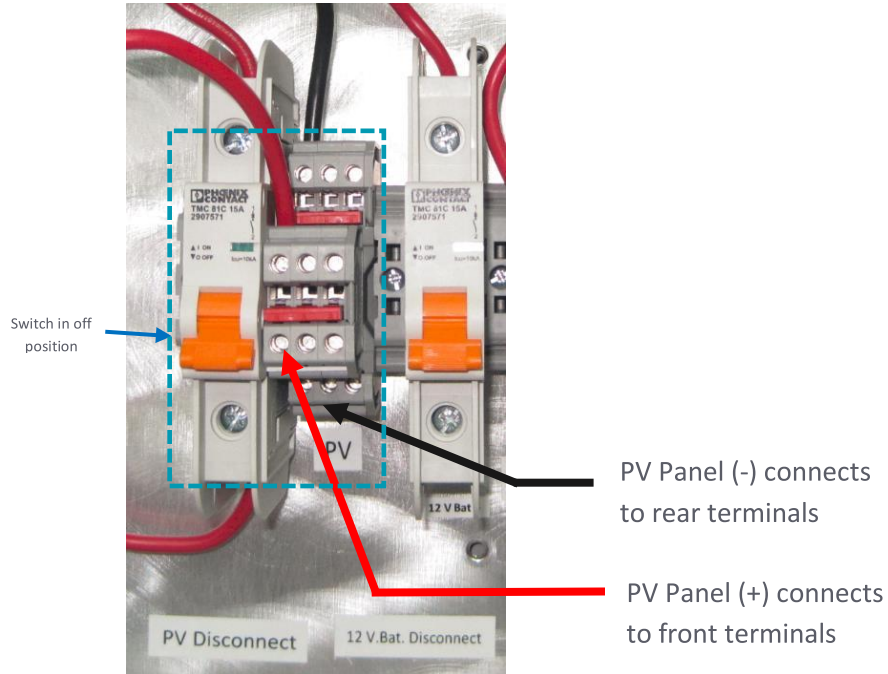 PHŒNIX
CONTACT
TMC 81C 15A
2907571
▲ I ON
▼ O OFF
PHŒNIX
CONTACT
TMC 81C 15A
2907571
▲ I ON
▼ O OFF
Switch in off
position
PV
PV Panel (-) connects
to rear terminals
12 V Bat
PV Panel (+) connects
to front terminals
PV Disconnect
12 V.Bat. Disconnect